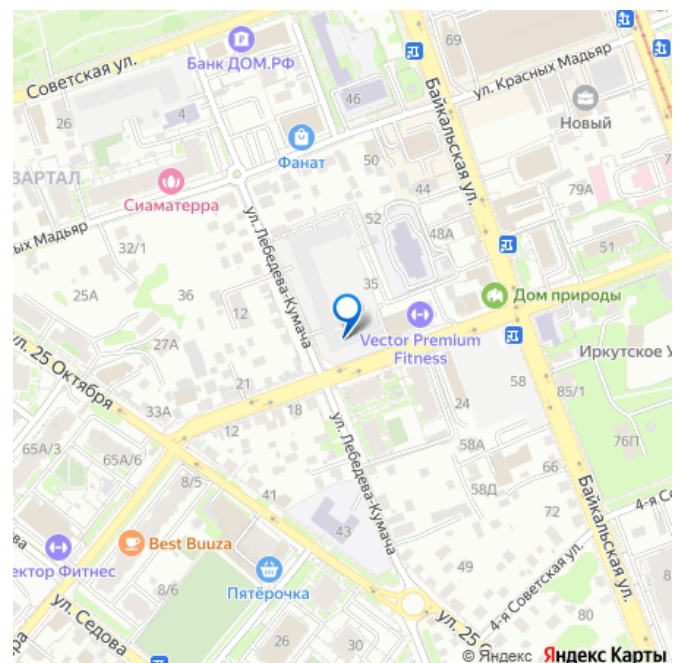 Советская ул.
Банк ДОМ.РФ
69
26
4
46
ул. Красных Мадьяр
Новый
Фанат
50
44
Байкальская ул.
79А
ВАРТАЛ
Сиаматерра
ых Мадьяр
ул. Лебедева-Кумача
52
48А
51
32/1
25А
36
12
35
Дом природы
Vector Premium
Fitness
Иркутское У
27А
21
ул. 25 Октября
33А
12
18
24
58
85/1
65А/3
65А/6
8/5
41
58А
66
76П
ул. Лебедева-Кумача
58Д
72
Байкальская ул.
43
Best Buuza
ектор Фитнес
8/6
Пятёрочка
49
4-я Советская ул.
4-я Со
80
ул. Седова
26
30
ул. 25
© Яндекс Яндекс Карты